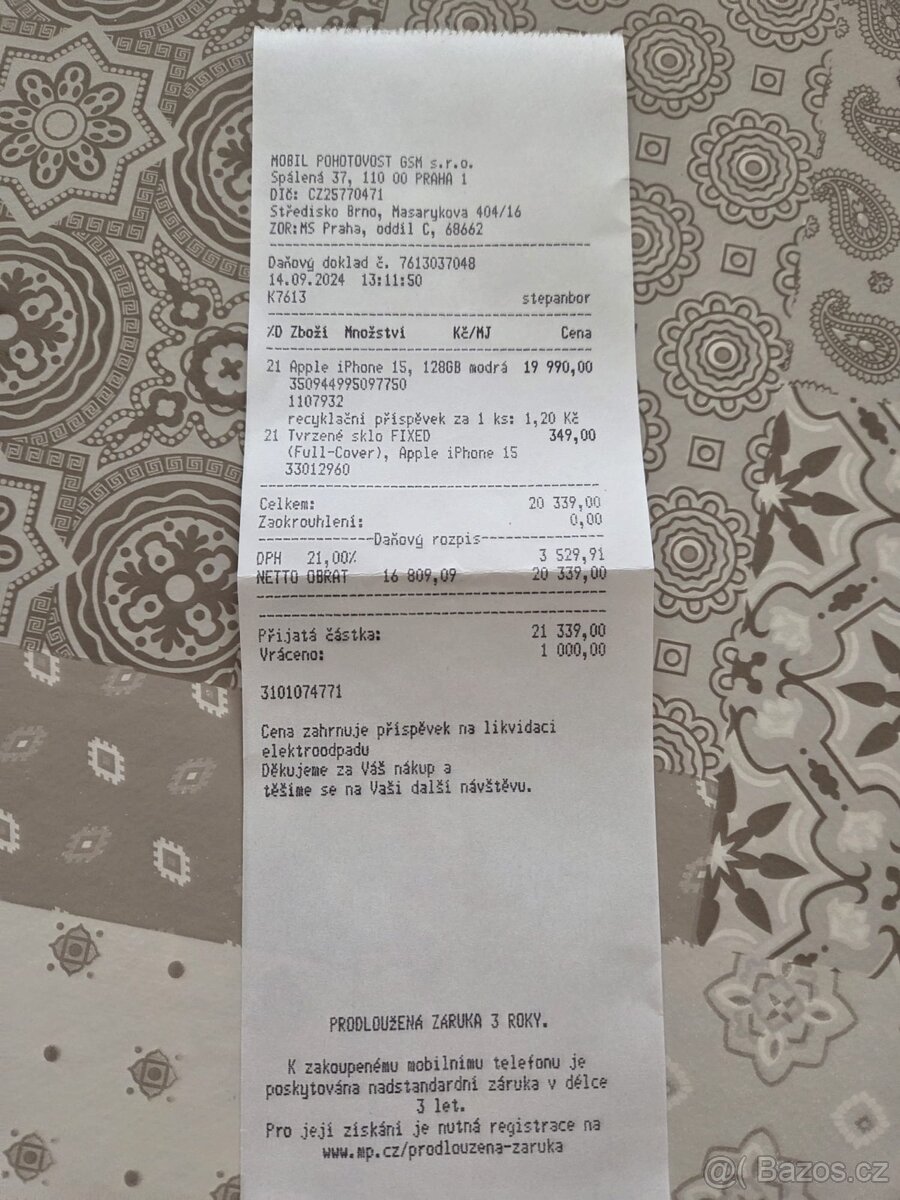 MOBIL POHOTOVOST GSM s.r.o.
Spálená 37, 110 00 PRAHA 1
DIČ: CZ25770471
Středisko Brno, Masarykova 404/16
ZOR:MS Praha, oddíl C, 68662
Daňový doklad č. 7613037048
14.09.2024 13:11:50
K7613 stepanbor
%D Zboží Množství Kč/MJ Cena
21 Apple iPhone 15, 128GB modrá 19 990,00
350944995097750
1107932
recyklační příspěvek za 1 ks: 1,20 Kč
21 Tvrzené sklo FIXED 349,00
(Full-Cover), Apple iPhone 15
33012960
Celkem: 20 339,00
Zaokrouhlení: 0,00
Daňový rozpis
DPH 21,00% 3 529,91
NETTO OBRAT 16 809,09 20 339,00
Přijatá částka: 21 339,00
Vráceno: 1 000,00
3101074771
Cena zahrnuje příspěvek na likvidaci
elektroodpadu
Děkujeme za Váš nákup a
těšíme se na Vaši další návštěvu.
PRODLOUŽENÁ ZÁRUKA 3 ROKY.
K zakoupenému mobilnímu telefonu je
poskytována nadstandardní záruka v délce
3 let.
Pro její získání je nutná registrace na
www.mp.cz/prodlouzena-zaruka
@( Bazos.cz